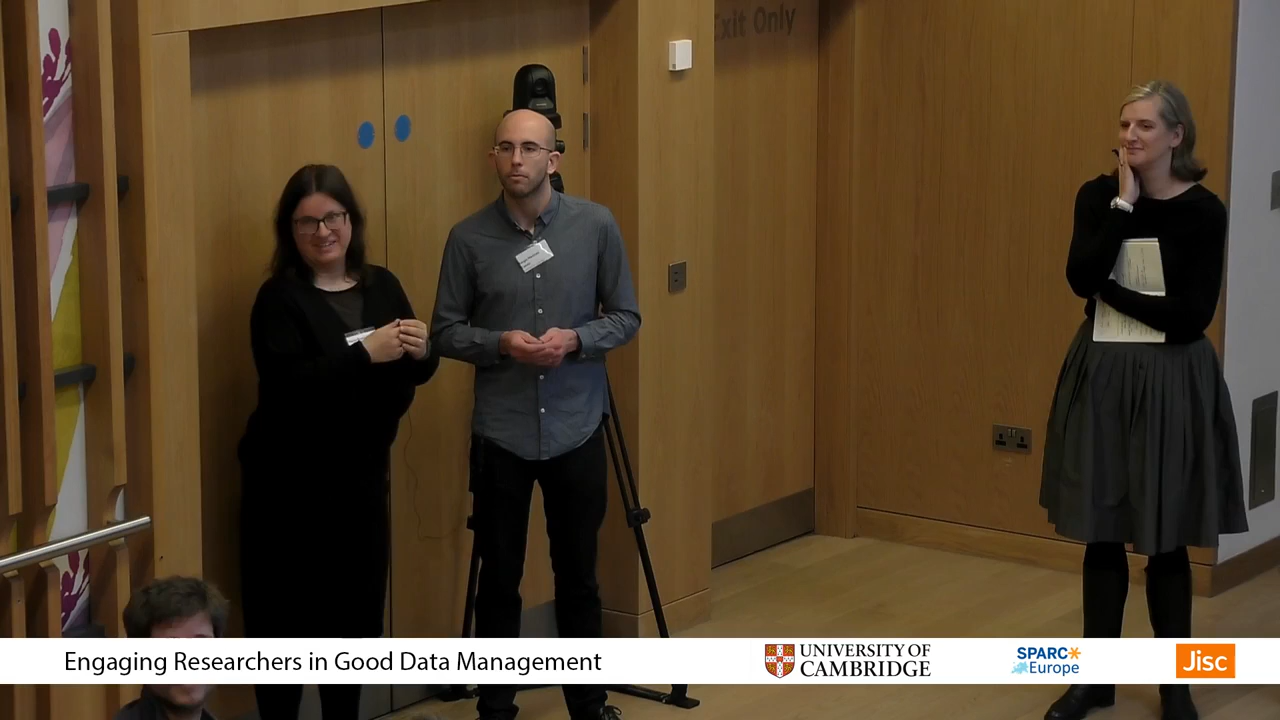 Exit Only
Engaging Researchers in Good Data Management
UNIVERSITY OF
CAMBRIDGE
SPARC
Europe
Jisc